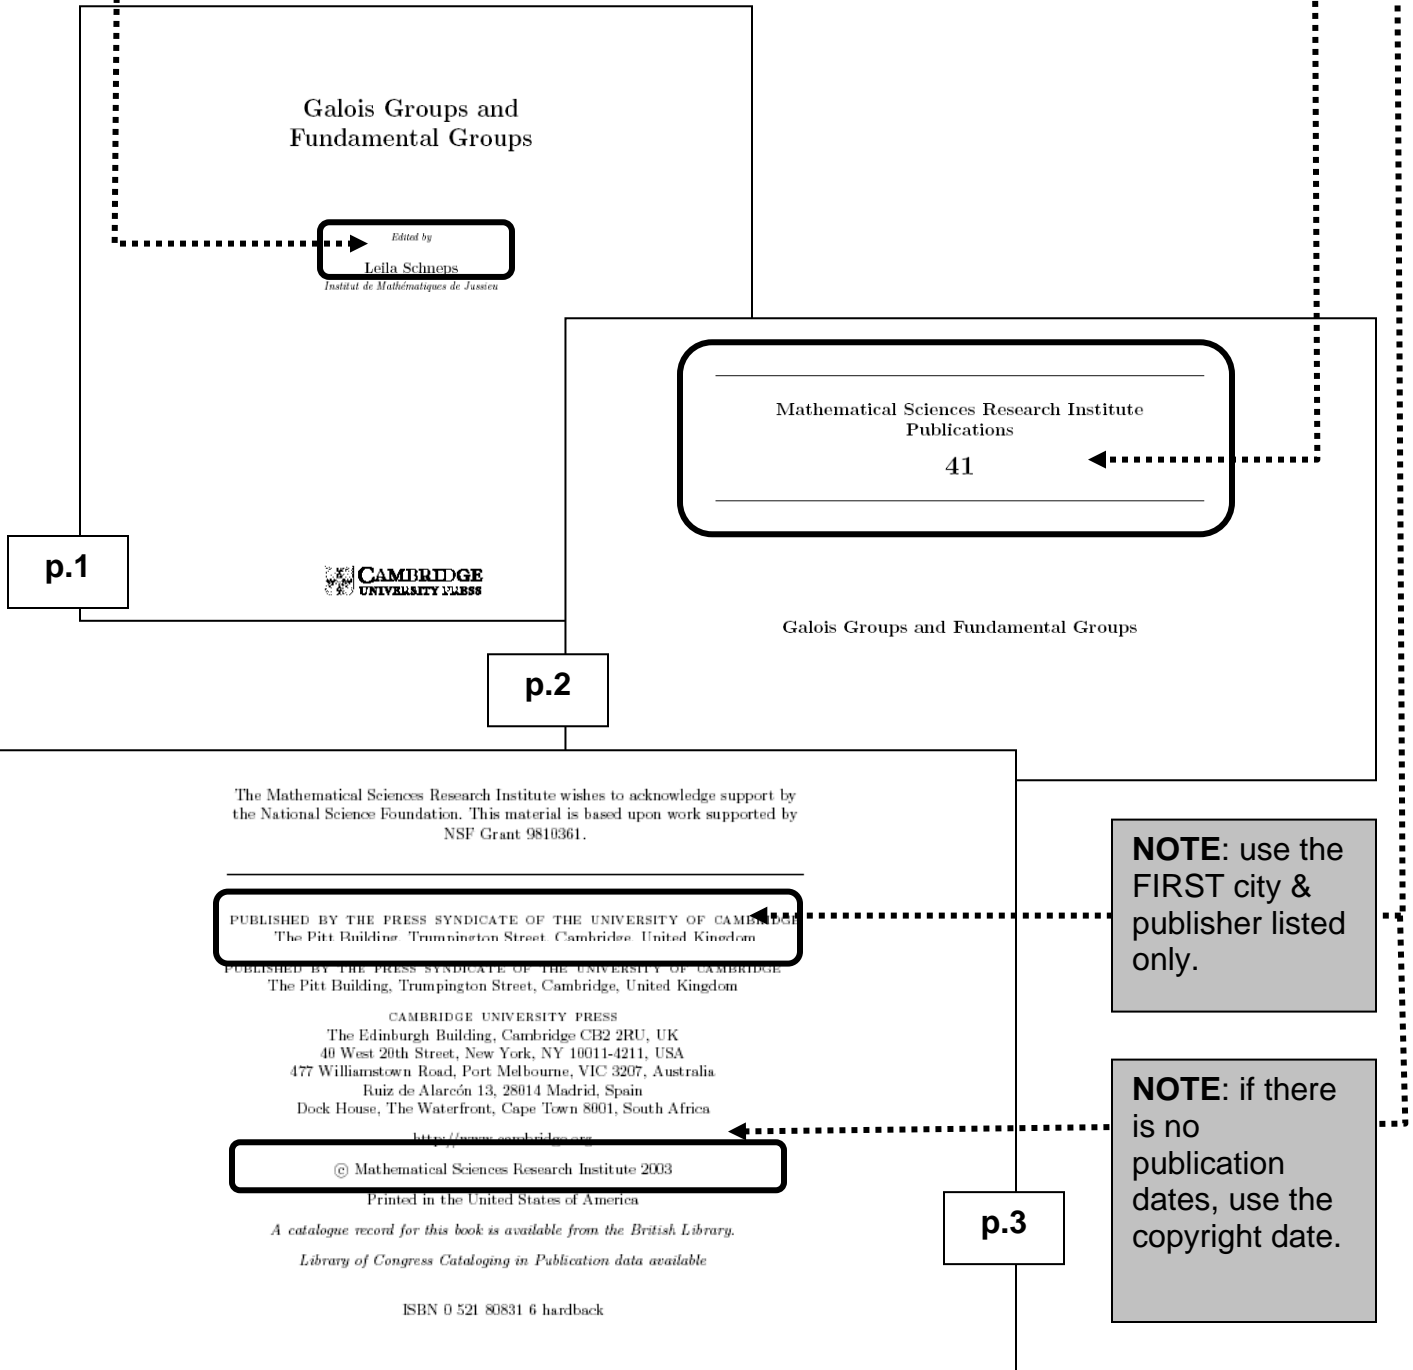 Galois Groups and
Fundamental Groups
Edited by
Leila Schneps
Institut de Mathématiques de Jussieu
CAMBRIDGE
UNIVERSITY PRESS
p.1
Mathematical Sciences Research Institute
Publications
41
Galois Groups and Fundamental Groups
p.2
The Mathematical Sciences Research Institute wishes to acknowledge support by
the National Science Foundation. This material is based upon work supported by
NSF Grant 9810361.
PUBLISHED BY THE PRESS SYNDICATE OF THE UNIVERSITY OF CAMBRIDGE
The Pitt Building, Trumpington Street, Cambridge, United Kingdom
PUBLISHED BY THE PRESS SYNDICATE OF THE UNIVERSITY OF CAMBRIDGE
The Pitt Building, Trumpington Street, Cambridge, United Kingdom
CAMBRIDGE UNIVERSITY PRESS
The Edinburgh Building, Cambridge CB2 2RU, UK
40 West 20th Street, New York, NY 10011-4211, USA
477 Williamstown Road, Port Melbourne, VIC 3207, Australia
Ruiz de Alarcón 13, 28014 Madrid, Spain
Dock House, The Waterfront, Cape Town 8001, South Africa
http://www.cambridge.org
© Mathematical Sciences Research Institute 2003
Printed in the United States of America
A catalogue record for this book is available from the British Library.
Library of Congress Cataloging in Publication data available
ISBN 0 521 80831 6 hardback
p.3
NOTE: use the
FIRST city &
publisher listed
only.
NOTE: if there
is no
publication
dates, use the
copyright date.